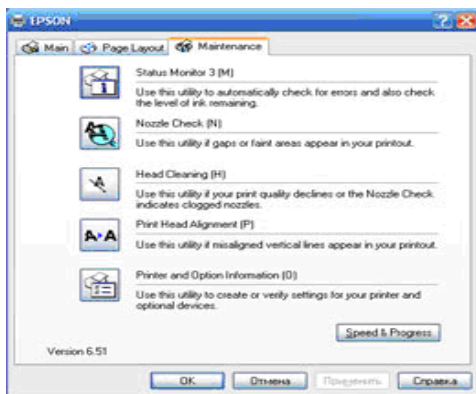 EPSON
Main Page Layout Maintenance
Status Monitor 3 (M)
Use this utility to automatically check for errors and also check
the level of ink remaining.
Nozzle Check (N)
Use this utility if gaps or faint areas appear in your printout.
Head Cleaning (H)
Use this utility if your print quality declines or the Nozzle Check
indicates clogged nozzles.
Print Head Alignment (P)
Use this utility if misaligned vertical lines appear in your printout.
Printer and Option Information (O)
Use this utility to create or verify settings for your printer and
optional devices.
Speed & Progress
Version 6.51
OK Отмена Применить Справка